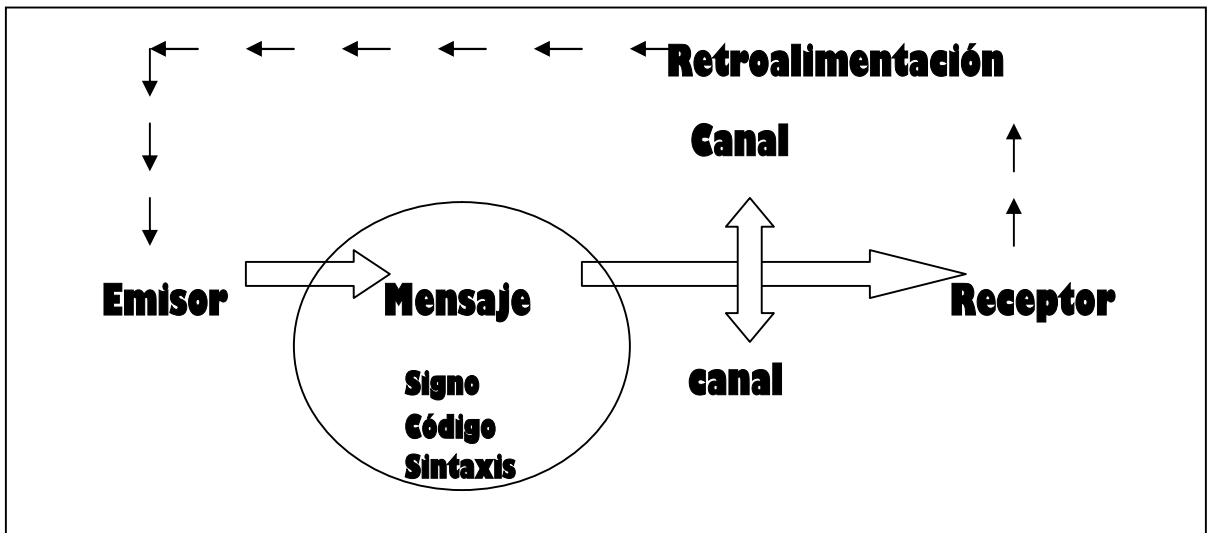 Retroalimentación
Canal
Emisor
Mensaje
Receptor
Signo
Código
Sintaxis
canal